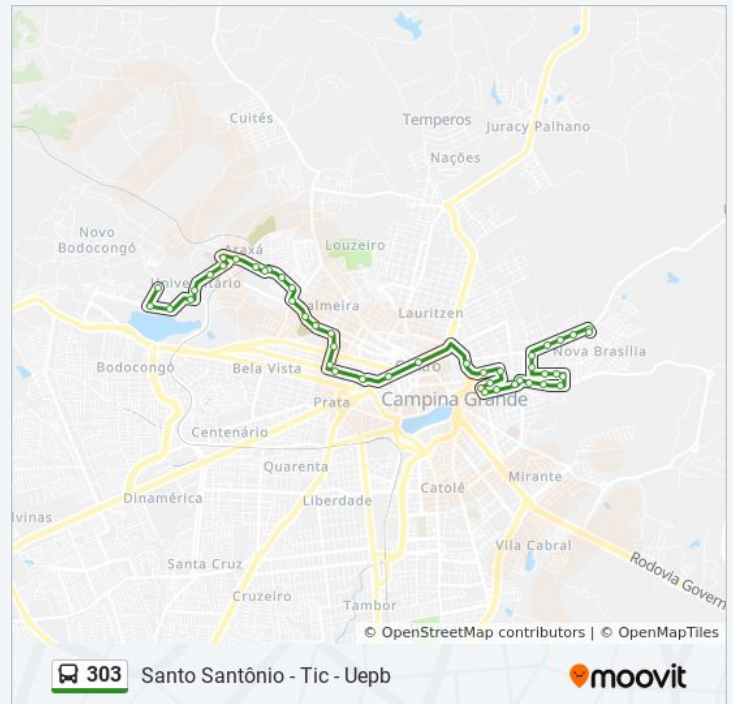 Cuités
Temperos
Juracy Palhano
Nações
Novo
Bodocongó
Araxá
Louzeiro
Universitário
almeira
Lauritzen
Nova Brasília
Bodocongó
Bela Vista
Prata
Campina Grande
Centenário
Quarenta
Catolé
Mirante
Dinamérica
Liberdade
lvinas
Vila Cabral
Santa Cruz
Rodovia Govern
Cruzeiro
Tambor
© OpenStreetMap contributors | © OpenMapTiles
303 Santo Santônio - Tic - Uepb
moovit